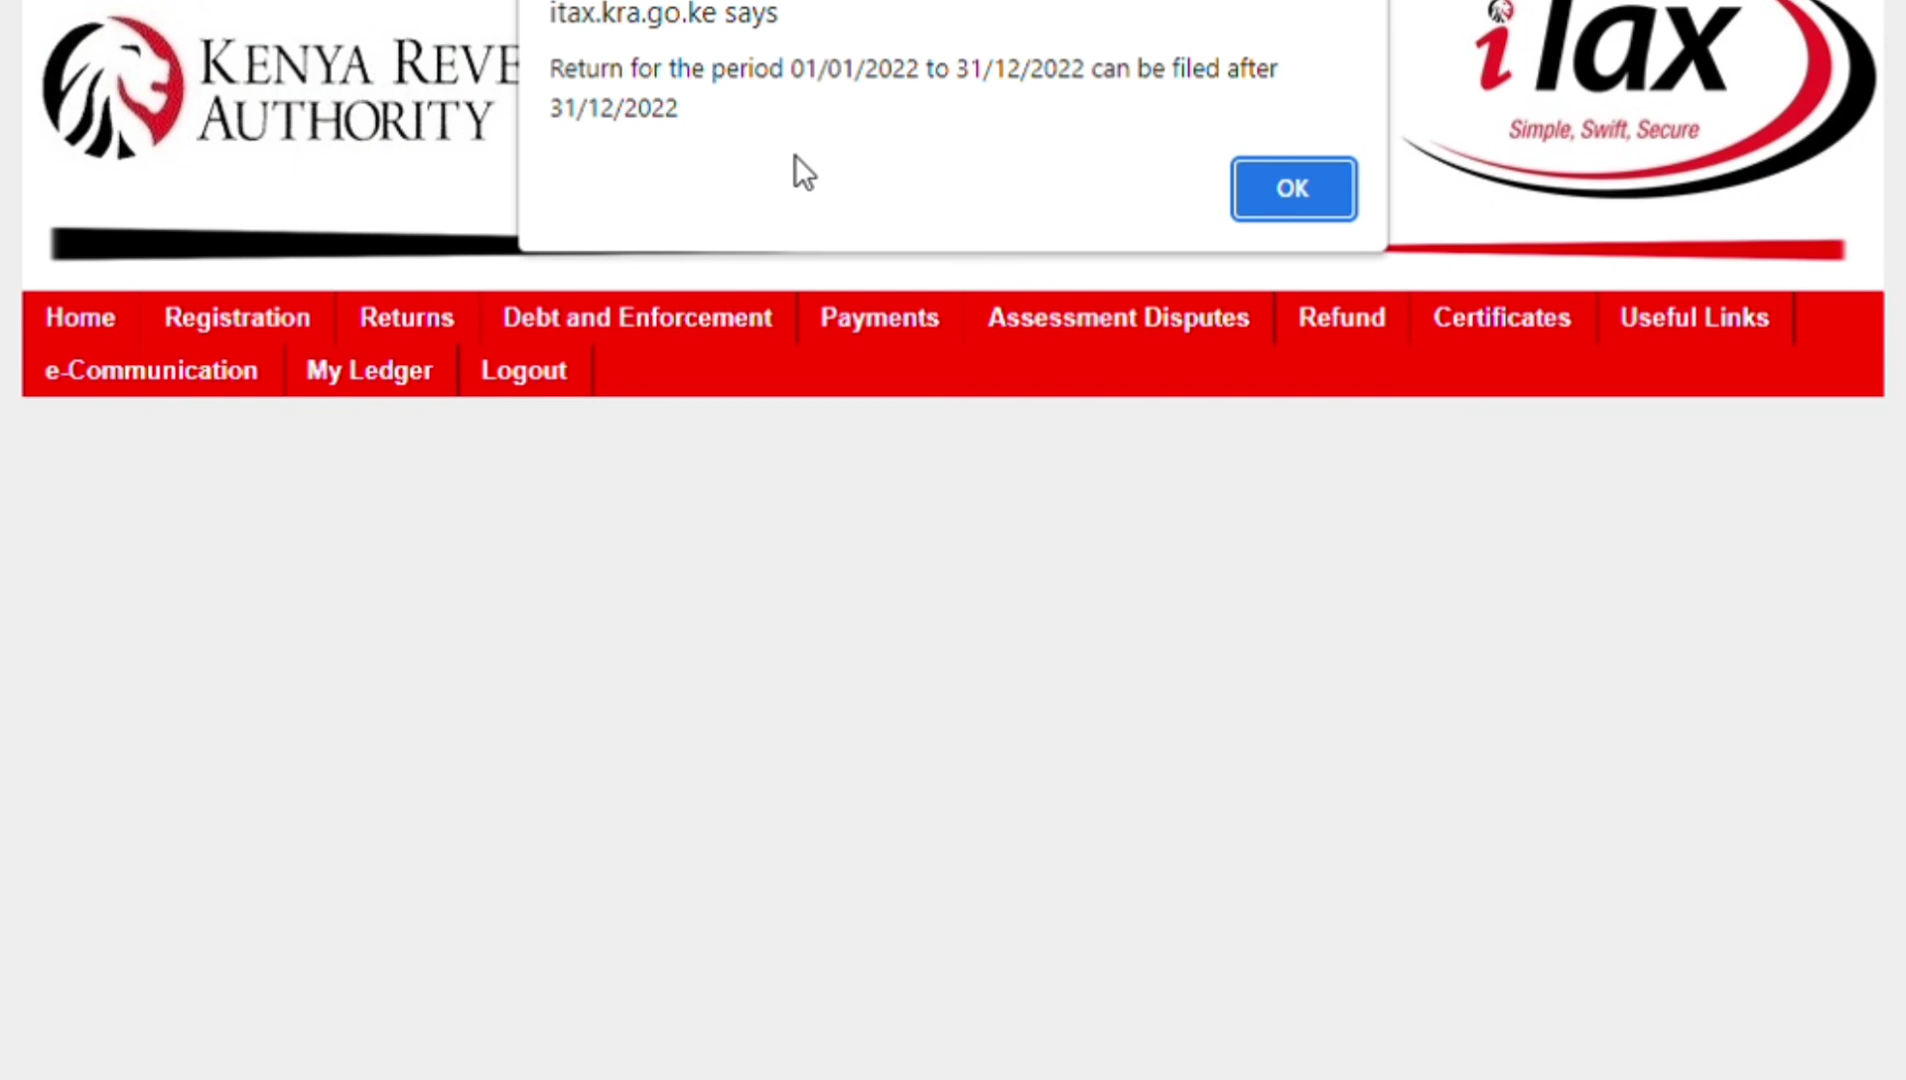 itax.kra.go.ke says
Return for the period 01/01/2022 to 31/12/2022 can be filed after
31/12/2022
OK
KENYA
AUTHORITY
iTax
Simple, Swift, Secure
Home Registration Returns Debt and Enforcement Payments Assessment Disputes Refund Certificates Useful Links
e-Communication My Ledger Logout